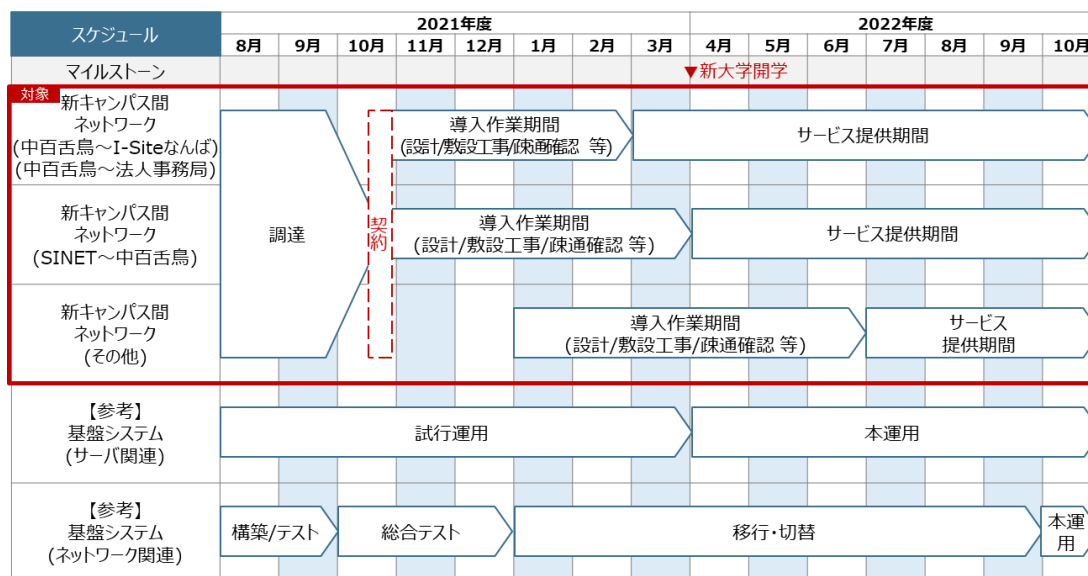 スケジュール
2021年度
2022年度
8月 9月 10月 11月 12月 1月 2月 3月 4月 5月 6月 7月 8月 9月 10月
マイルストーン
▼新大学開学
対象
新キャンパス間
ネットワーク
(中百舌鳥～I-Siteなんば)
(中百舌鳥～法人事務局)
導入作業期間
(設計/敷設工事/疎通確認 等)
サービス提供期間
新キャンパス間
ネットワーク
(SINET～中百舌鳥)
調達
契約
導入作業期間
(設計/敷設工事/疎通確認 等)
サービス提供期間
新キャンパス間
ネットワーク
(その他)
導入作業期間
(設計/敷設工事/疎通確認 等)
サービス
提供期間
【参考】
基盤システム
(サーバ関連)
試行運用
本運用
【参考】
基盤システム
(ネットワーク関連)
構築/テスト
総合テスト
移行・切替
本運
用